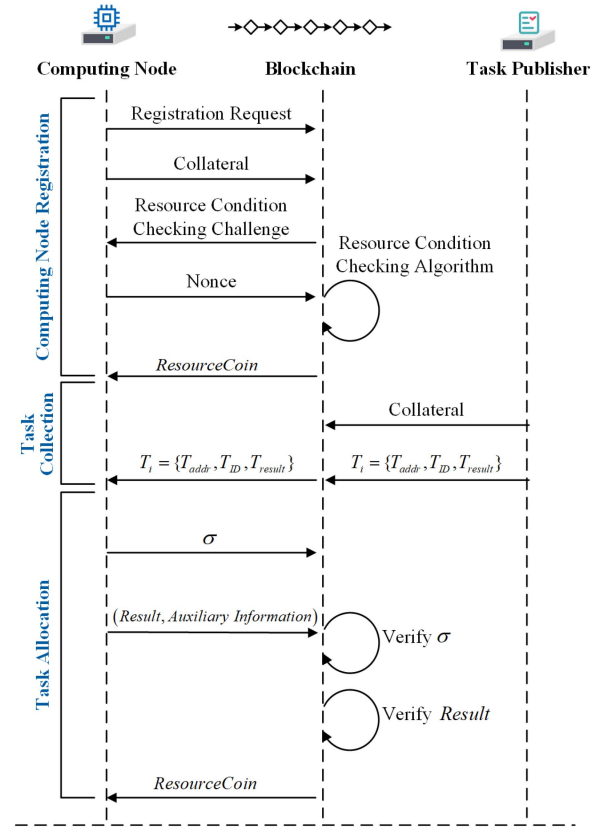 Computing Node
Blockchain
Task Publisher
Computing Node Registration
Registration Request
Collateral
Resource Condition
Checking Challenge
Resource Condition
Checking Algorithm
Nonce
ResourceCoin
Task
Collection
Collateral
T_i = {T_addr, T_ID, T_result}
T_i = {T_addr, T_ID, T_result}
Task Allocation
σ
(Result, Auxiliary Information)
Verify σ
Verify Result
ResourceCoin